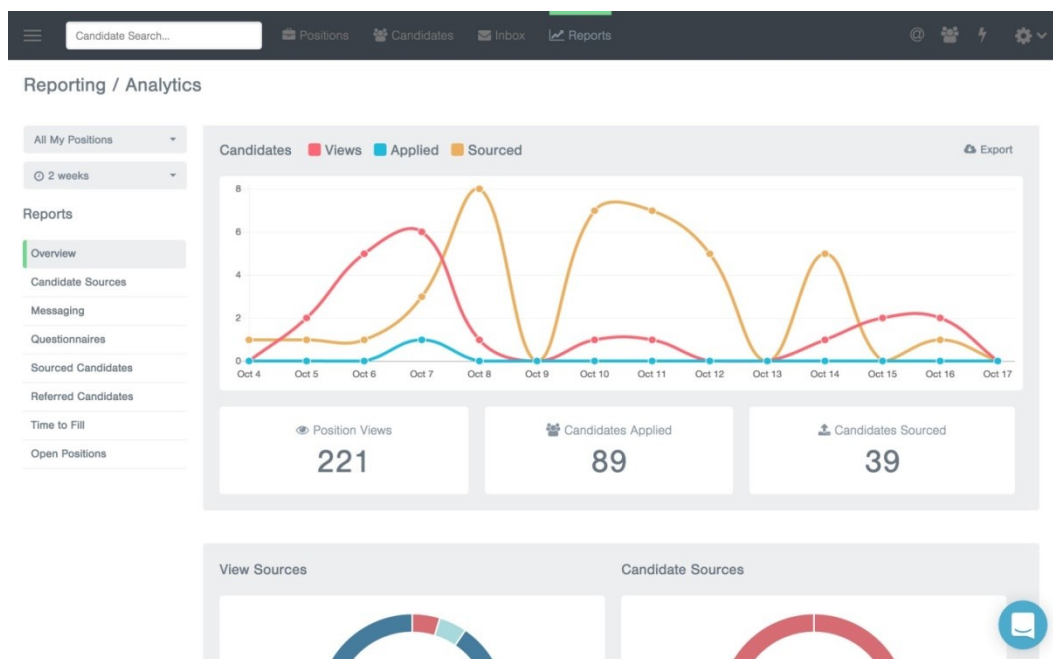 Candidate Search...
Positions
Candidates
Inbox
Reports
@
Reporting / Analytics
All My Positions
2 weeks
Reports
Overview
Candidate Sources
Messaging
Questionnaires
Sourced Candidates
Referred Candidates
Time to Fill
Open Positions
Candidates Views Applied Sourced
Export
8
6
4
2
0
Oct 4 Oct 5 Oct 6 Oct 7 Oct 8 Oct 9 Oct 10 Oct 11 Oct 12 Oct 13 Oct 14 Oct 15 Oct 16 Oct 17
Position Views
221
Candidates Applied
89
Candidates Sourced
39
View Sources
Candidate Sources